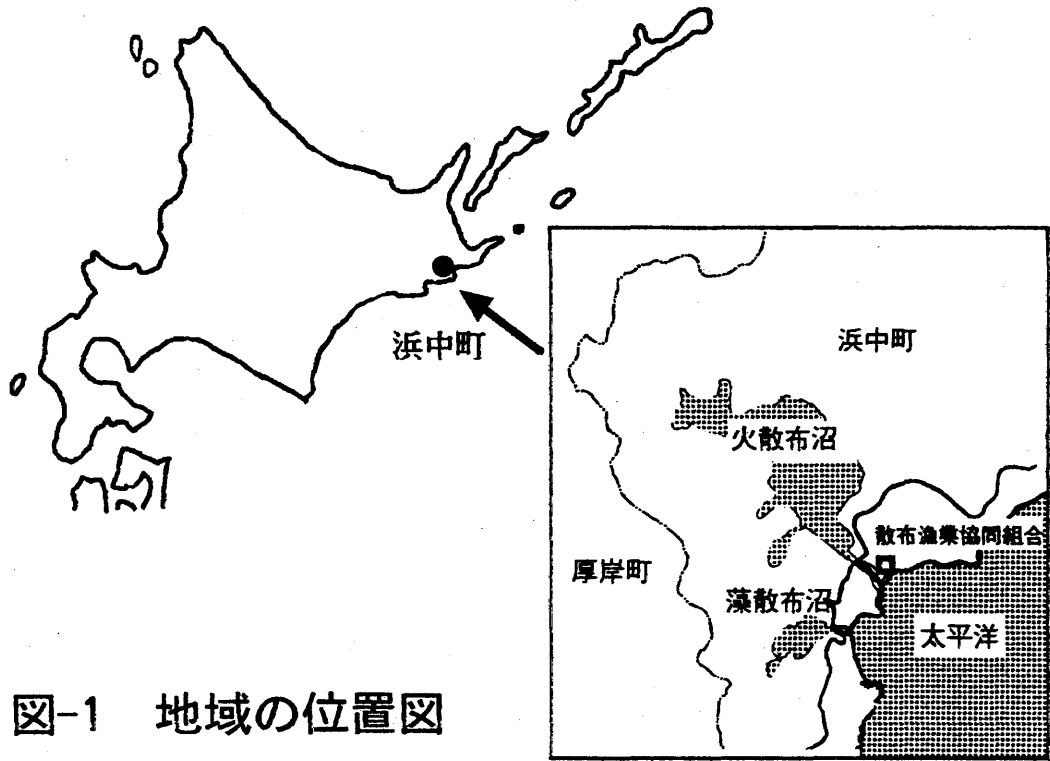 浜中町
浜中町
火散布沼
散布漁業協同組合
厚岸町
藻散布沼
太平洋
図-1 地域の位置図